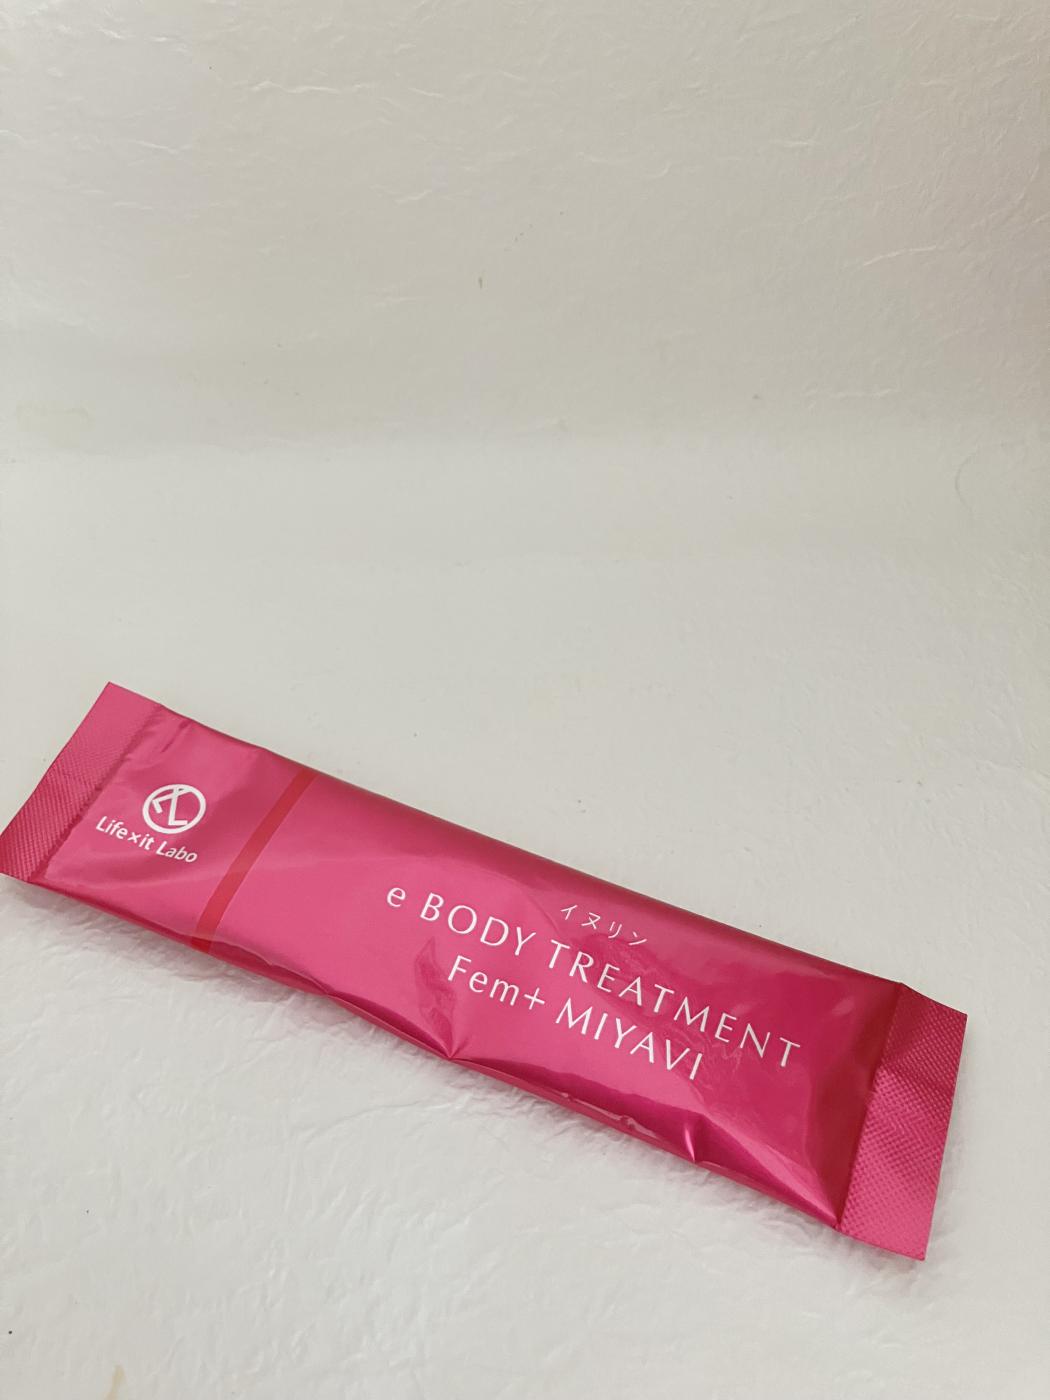 Life×it Labo
イヌリン
e BODY TREATMENT
Fem+ MIYAVI